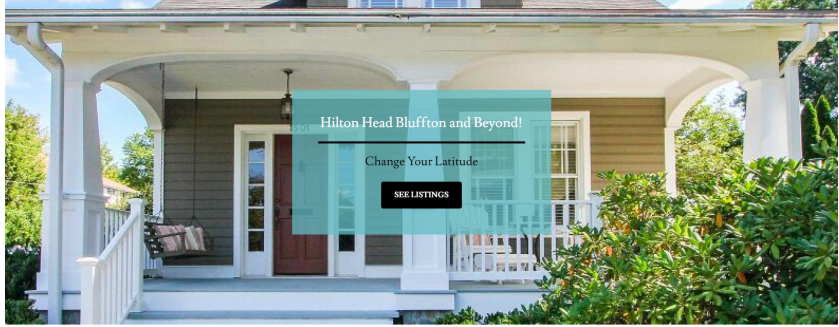 Hilton Head Bluffton and Beyond!
Change Your Latitude
SEE LISTINGS